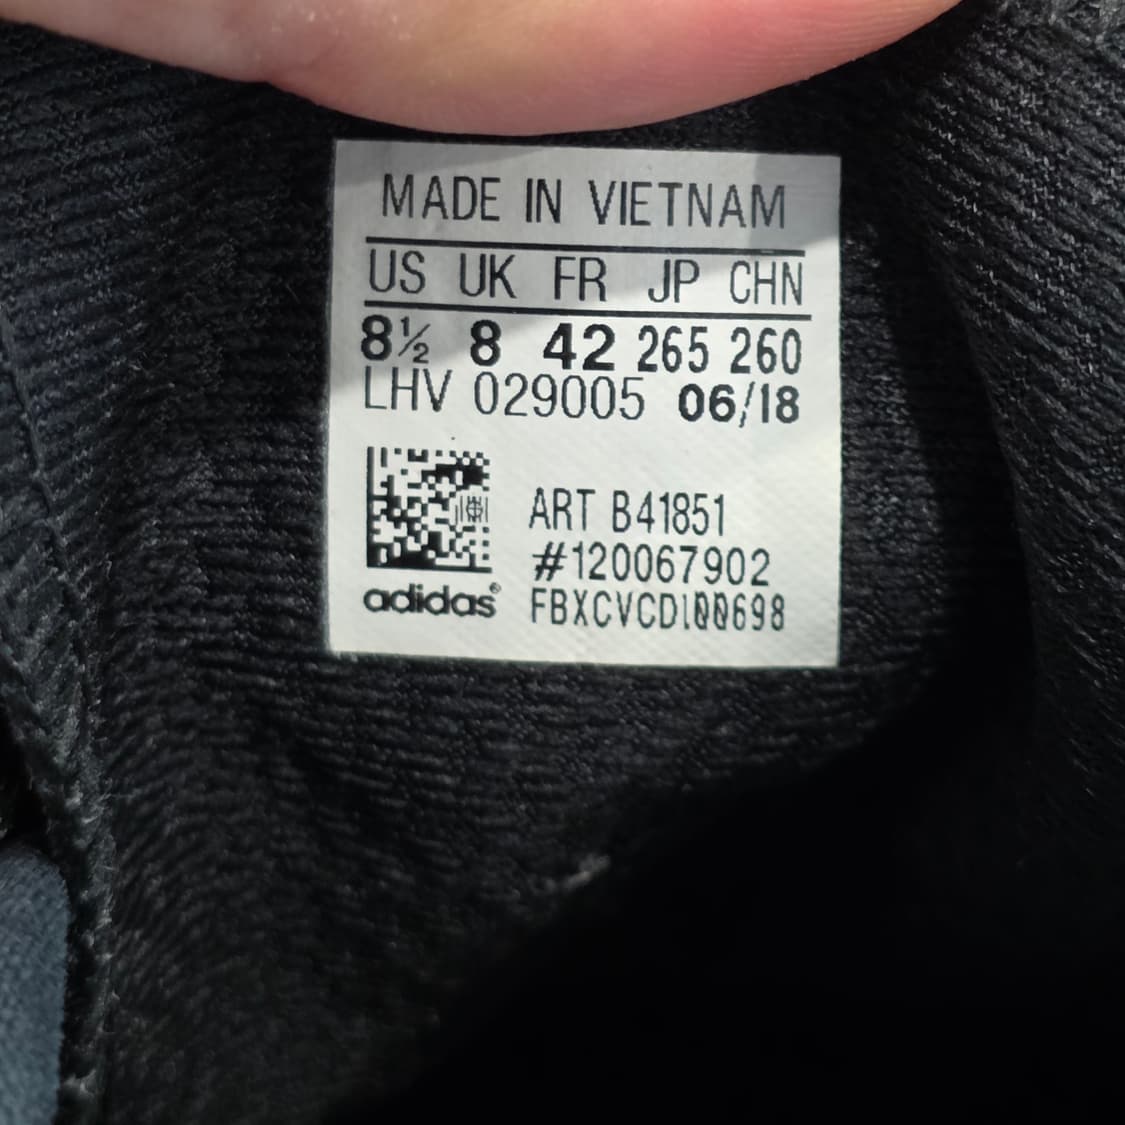 MADE IN VIETNAM
US UK FR JP CHN
8½ 8 42 265 260
LHV 029005 06/18
ART B41851
#120067902
adidas® FBXCVCD100698